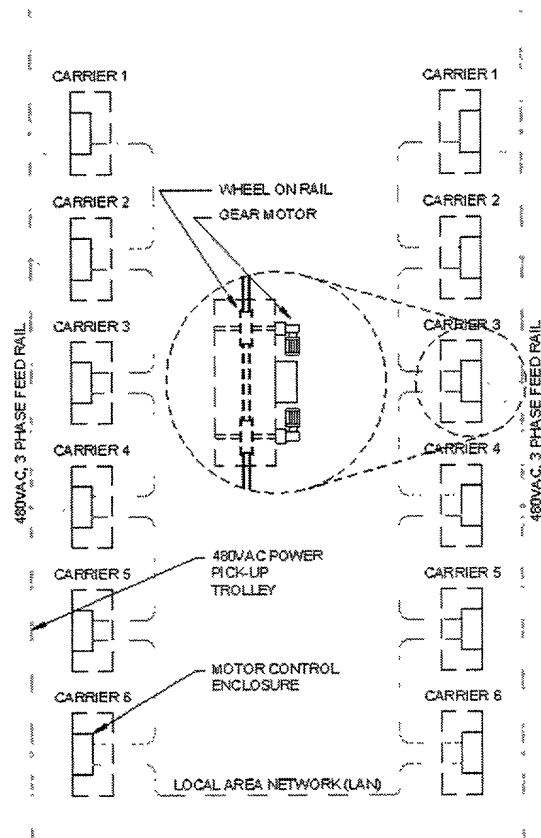 CARRIER 1
CARRIER 1
WHEEL ON RAIL
CARRIER 2
GEAR MOTOR
CARRIER 2
CARRIER 3
CARRIER 3
480VAC, 3 PHASE FEED RAIL
480VAC, 3 PHASE FEED RAIL
CARRIER 4
CARRIER 4
480VAC POWER
PICK-UP
TROLLEY
CARRIER 5
CARRIER 5
MOTOR CONTROL
ENCLOSURE
CARRIER 6
CARRIER 6
LOCAL AREA NETWORK (LAN)